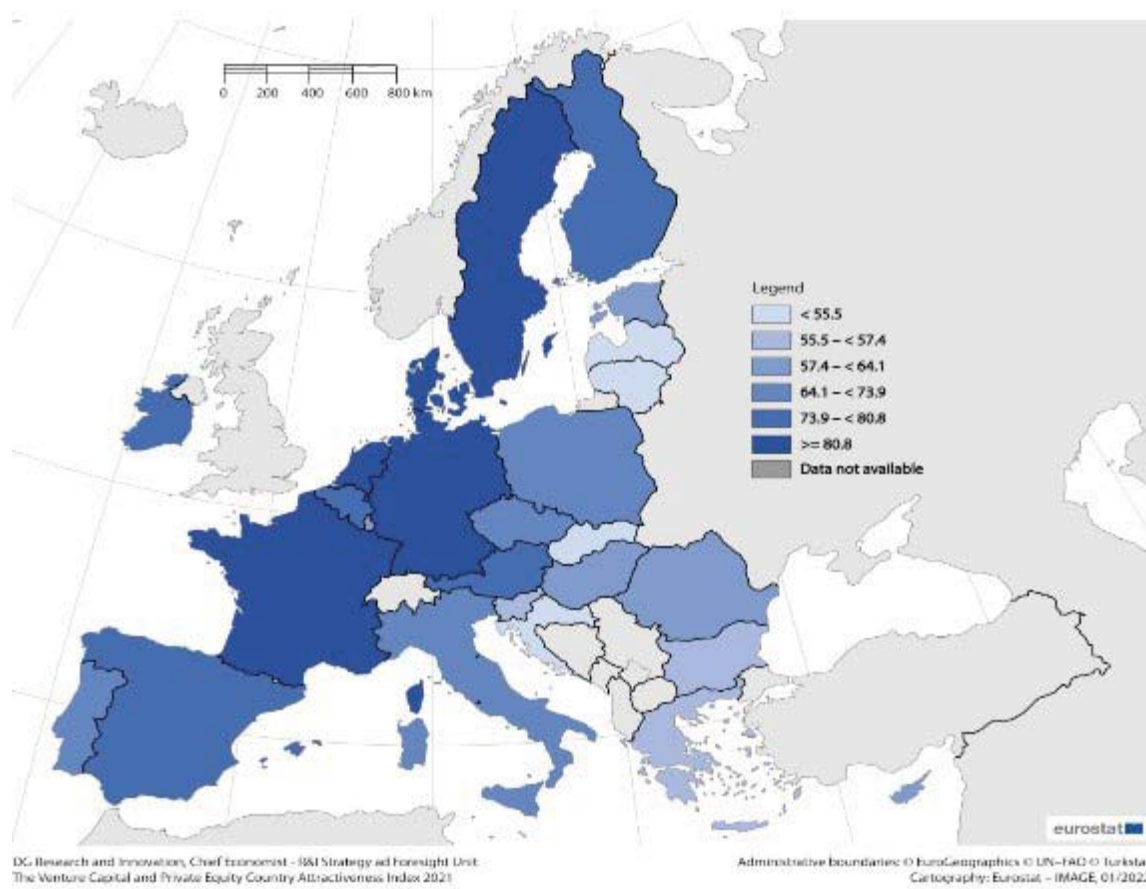 0 200 400 600 800 km
Legend
< 55.5
55.5 – < 57.4
57.4 – < 64.1
64.1 – < 73.9
73.9 – < 80.8
>= 80.8
Data not available
eurostat
DG Research and Innovation, Chief Economist - R&I Strategy ad Foresight Unit
The Venture Capital and Private Equity Country Attractiveness Index 2021
Administrative boundaries: © EuroGeographics © UN–FAO © Turksta
Cartography: Eurostat – IMAGE, 01/202